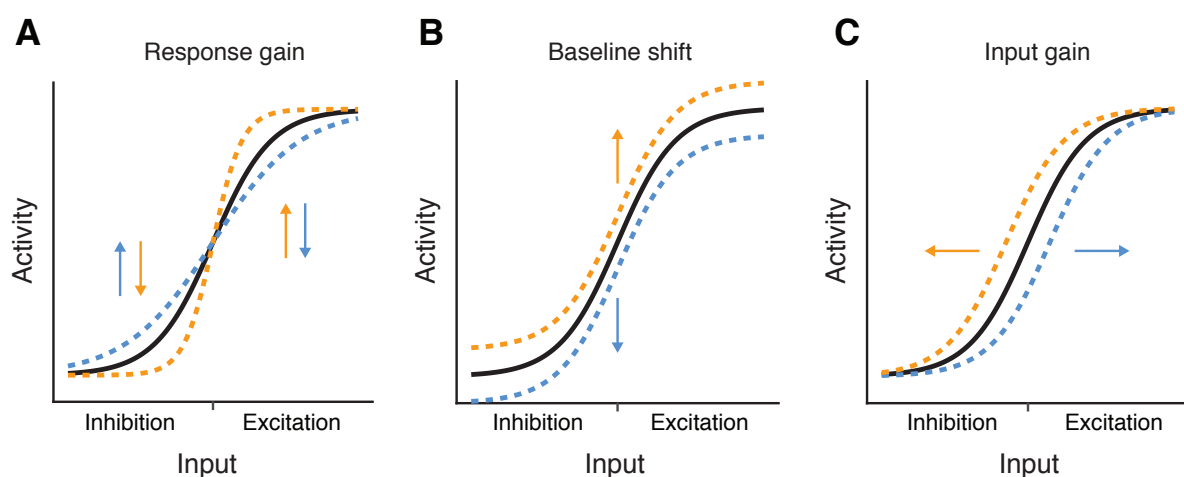 A
Response gain
Activity
Inhibition
Excitation
Input
B
Baseline shift
Activity
Inhibition
Excitation
Input
C
Input gain
Activity
Inhibition
Excitation
Input